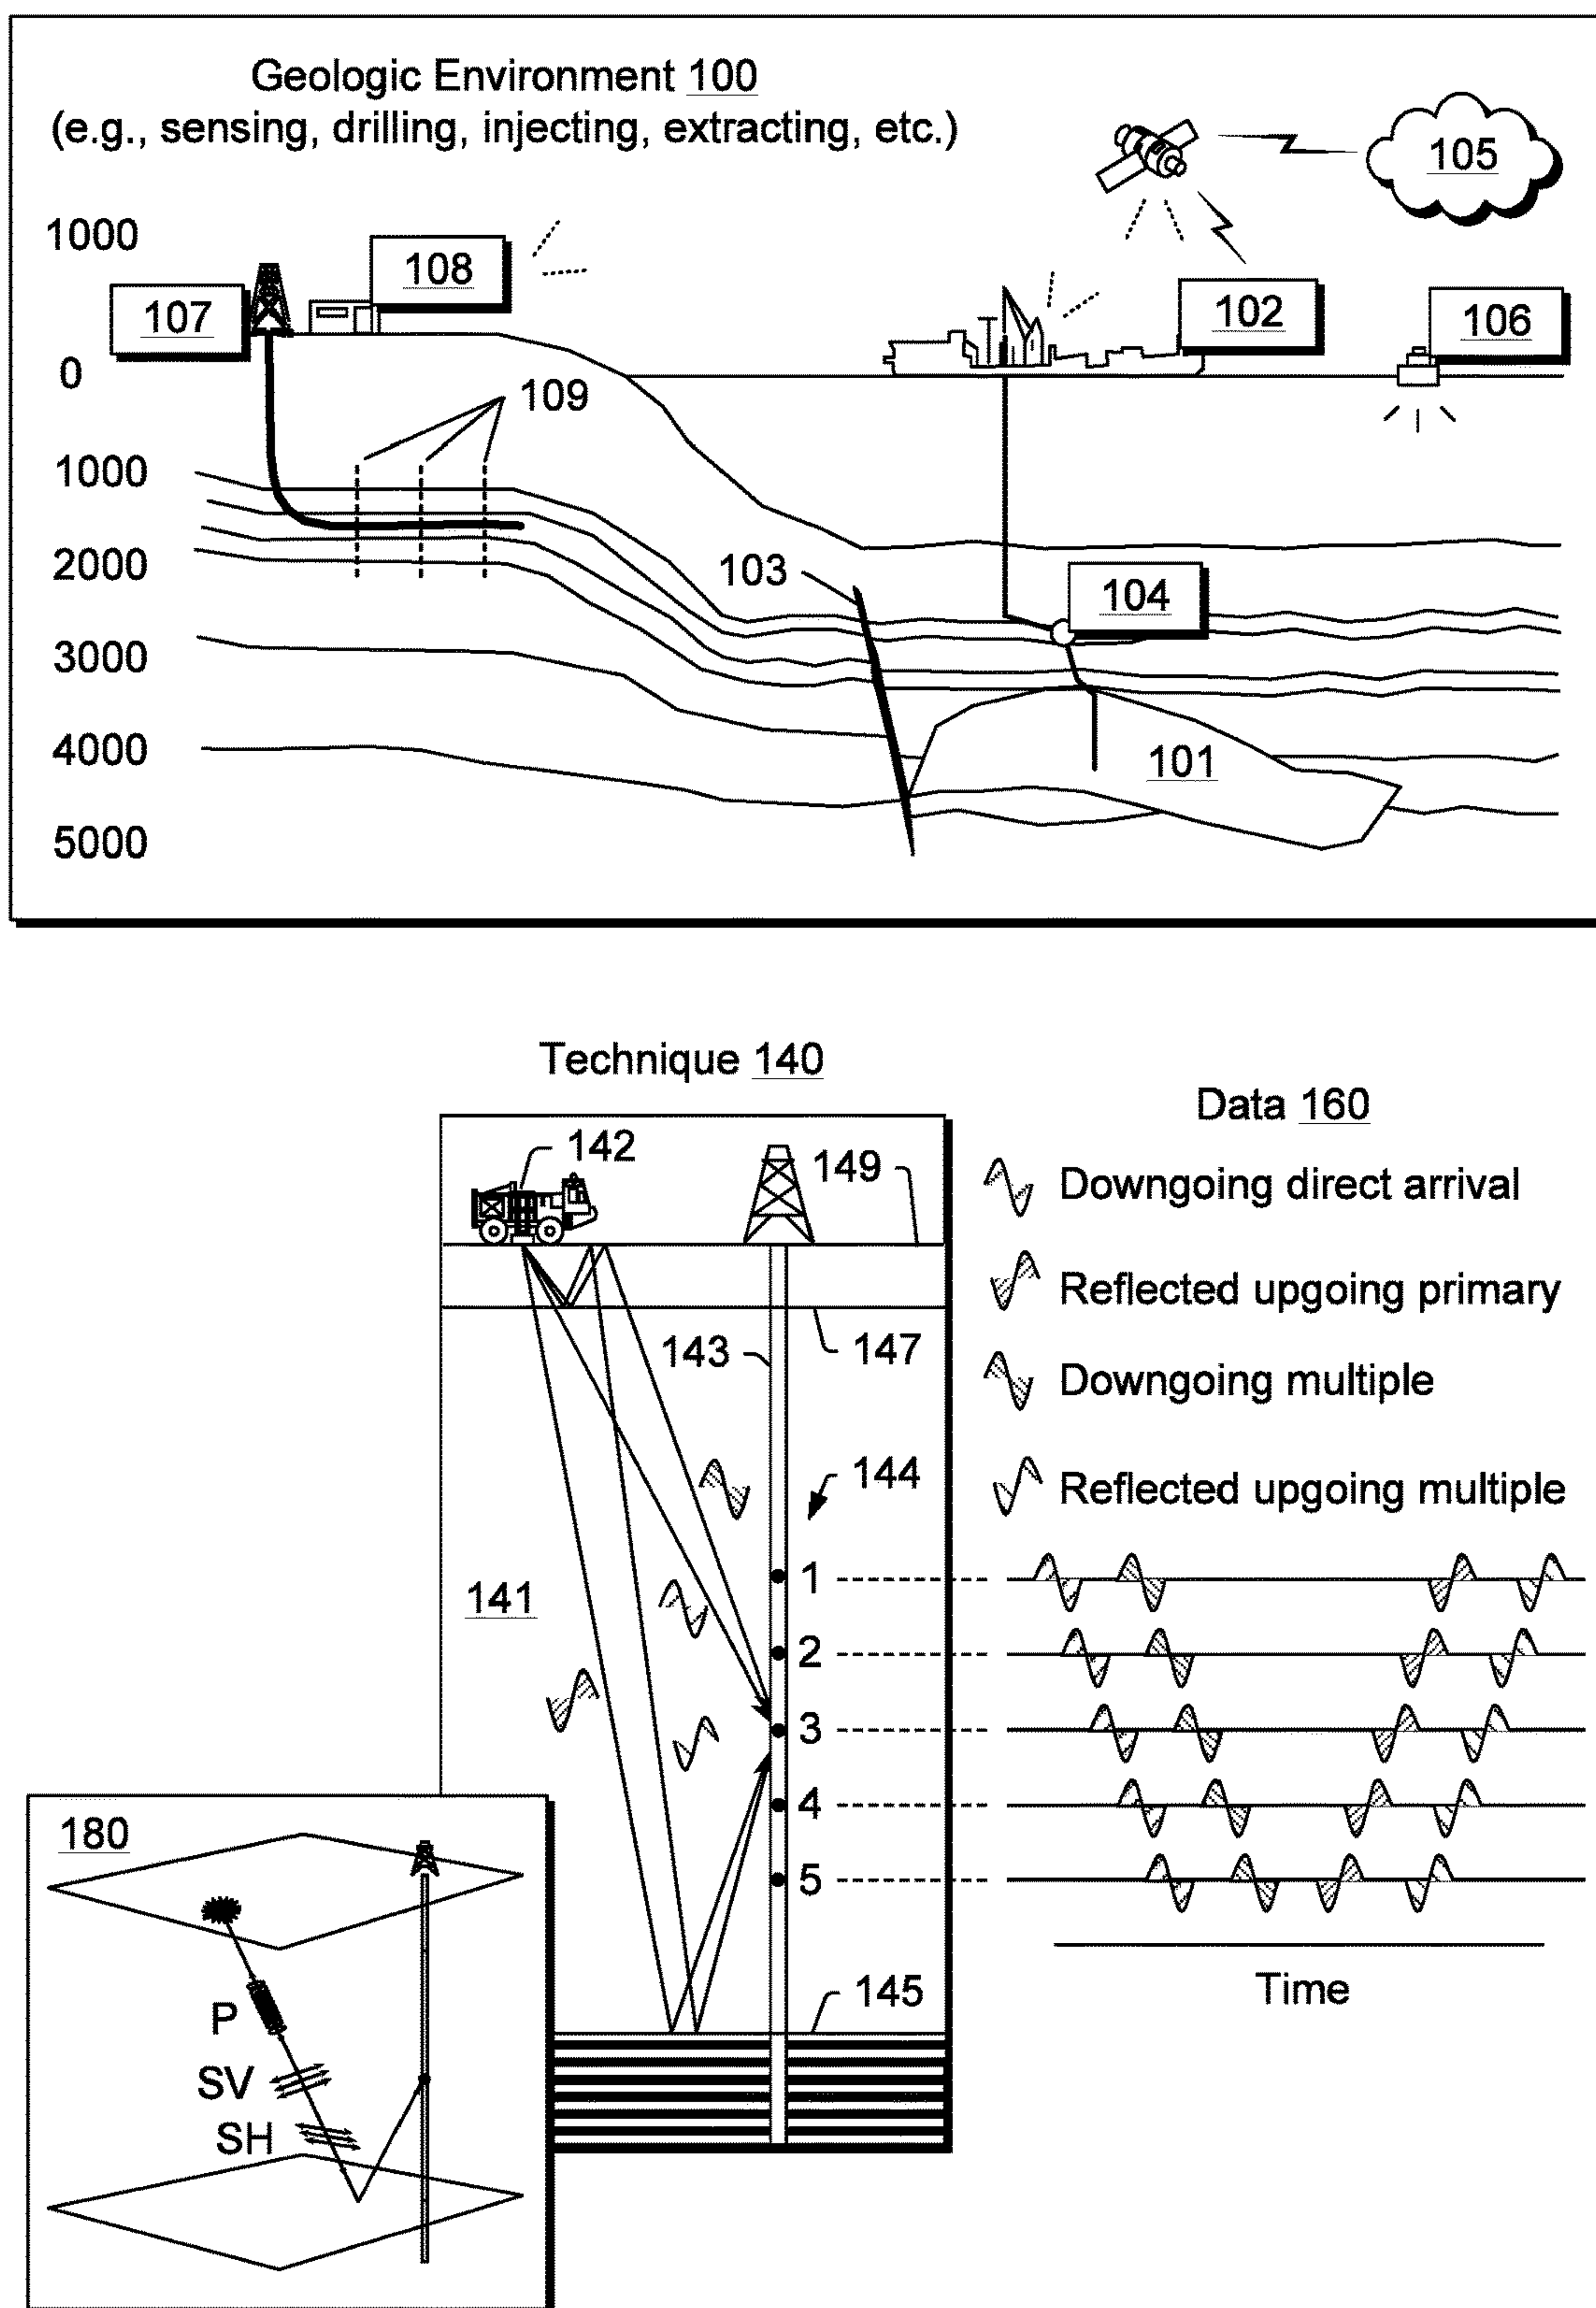 Geologic Environment 100
(e.g., sensing, drilling, injecting, extracting, etc.)
105
1000
108
107
102
106
0
109
1000
2000
103
104
3000
4000
101
5000
Technique 140
Data 160
142
149
Downgoing direct arrival
Reflected upgoing primary
143
147
Downgoing multiple
144
Reflected upgoing multiple
1
141
2
3
4
180
5
145
Time
P
SV
SH